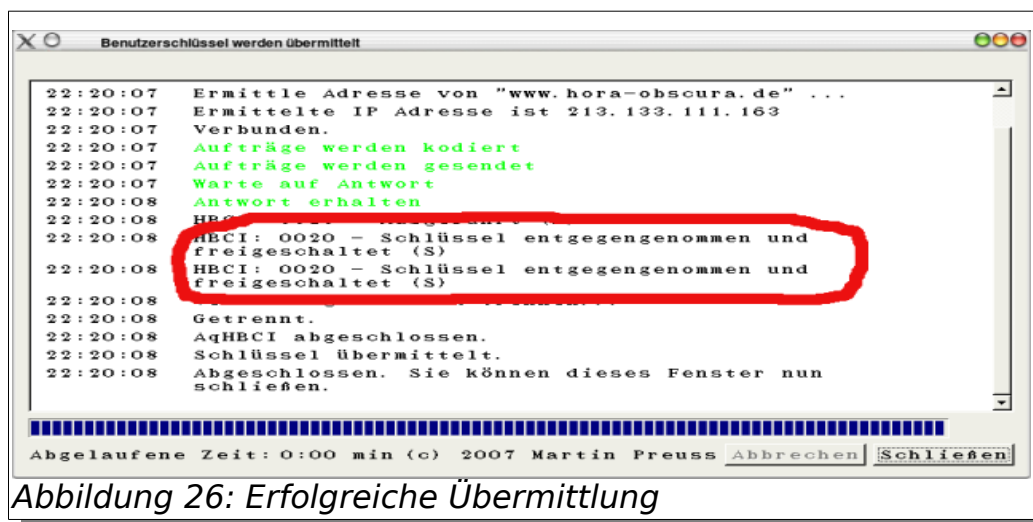 Benutzerschlüssel werden übermittelt
22:20:07 Ermittle Adresse von "www.hora-obscura.de" ...
22:20:07 Ermittelte IP Adresse ist 213.133.111.163
22:20:07 Verbunden.
22:20:07 Aufträge werden kodiert
22:20:07 Aufträge werden gesendet
22:20:07 Warte auf Antwort
22:20:08 Antwort erhalten
22:20:08
22:20:08 HBCI: 0020 - Schlüssel entgegengenommen und
freigeschaltet (S)
22:20:08 HBCI: 0020 - Schlüssel entgegengenommen und
freigeschaltet (S)
22:20:08
22:20:08 Getrennt.
22:20:08 AqHBCI abgeschlossen.
22:20:08 Schlüssel übermittelt.
22:20:08 Abgeschlossen. Sie können dieses Fenster nun
schließen.
Abgelaufene Zeit: 0:00 min (c) 2007 Martin Preuss Abbrechen Schließen
Abbildung 26: Erfolgreiche Übermittlung